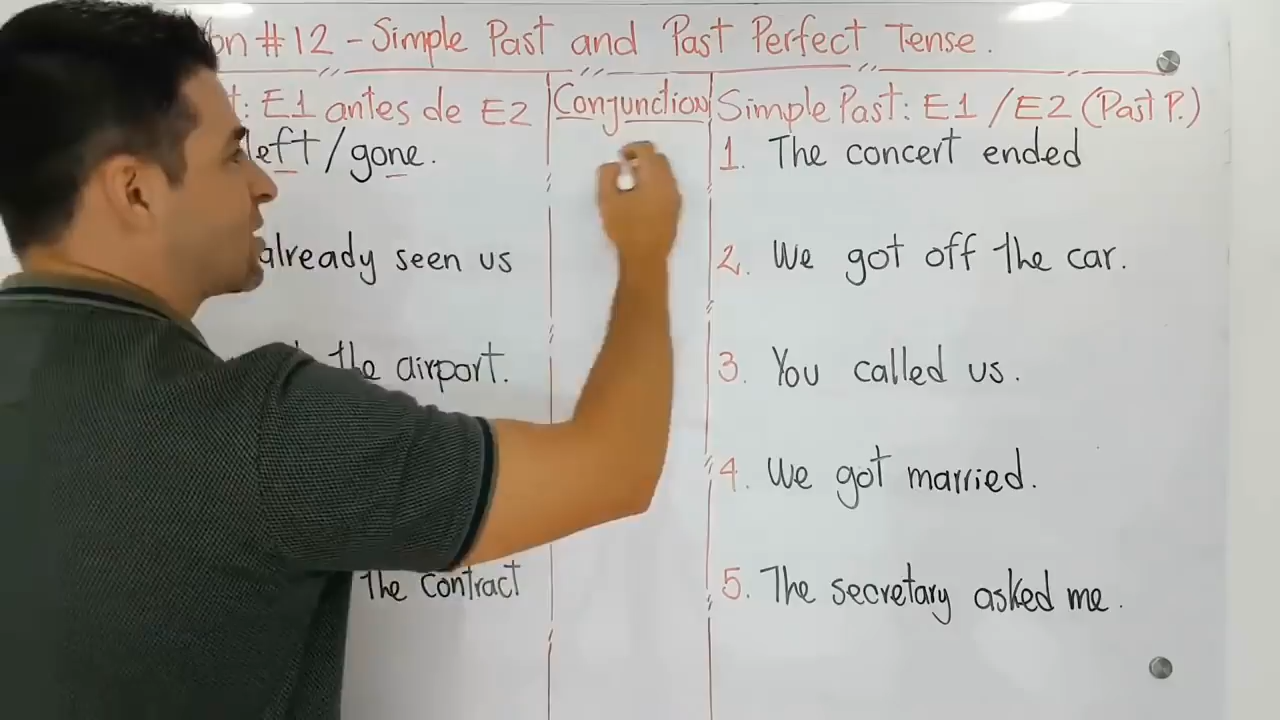 #12 - Simple Past and Past Perfect Tense.
E1 antes de E2 Conjunction Simple Past: E1 / E2 (Past P.)
left/gone. 1. The concert ended
already seen us 2. We got off the car.
the airport. 3. You called us.
4. We got married.
the contract 5. The secretary asked me.